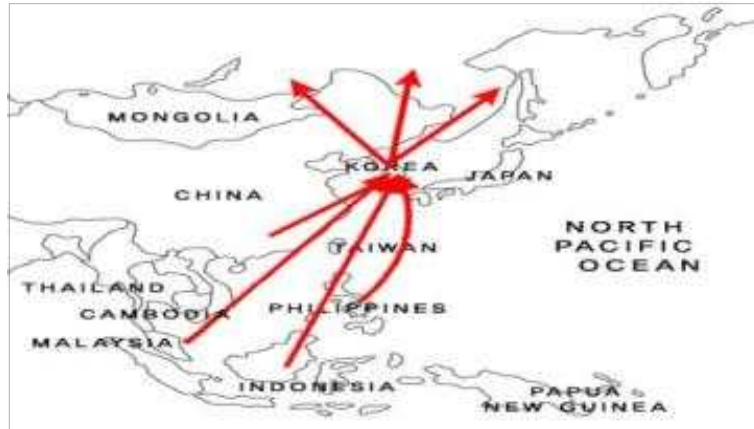 MONGOLIA
KOREA
JAPAN
CHINA
NORTH
PACIFIC
OCEAN
TAIWAN
THAILAND
CAMBODIA
PHILIPPINES
MALAYSIA
INDONESIA
PAPUA
NEW GUINEA